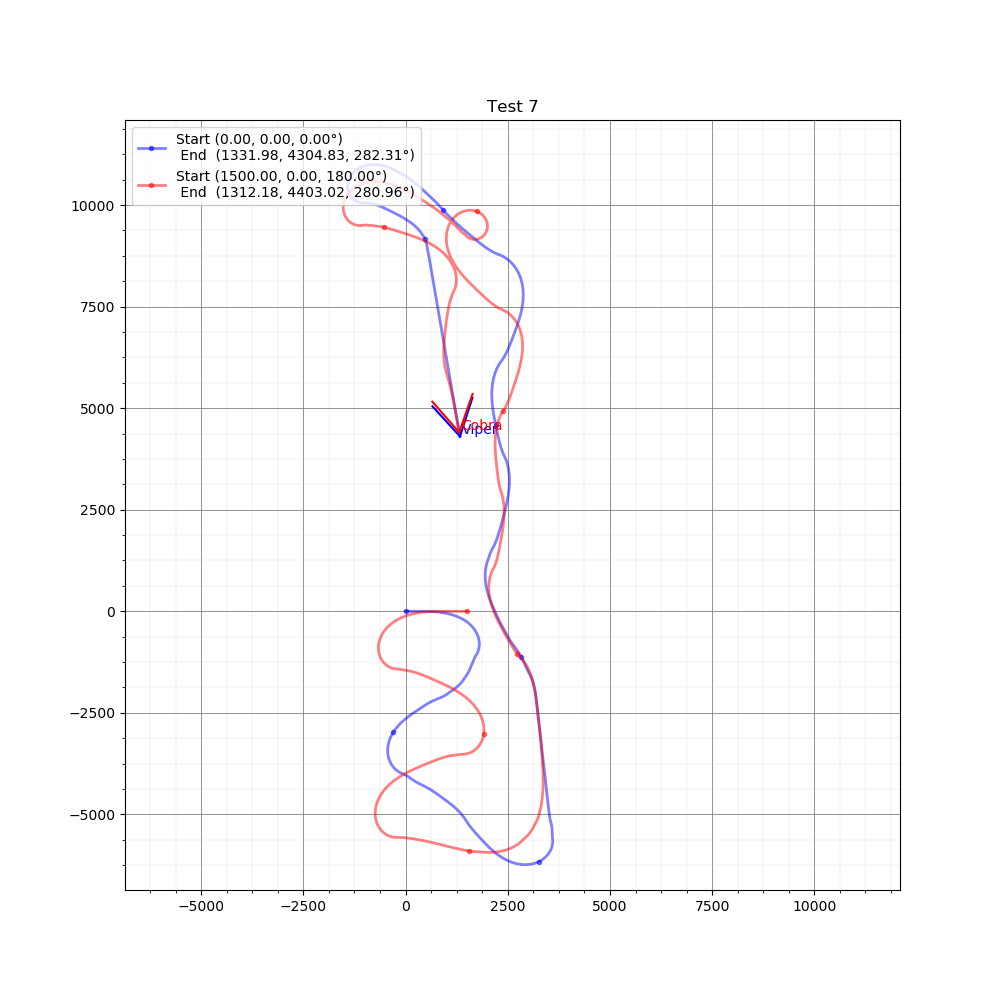 Test 7
Start (0.00, 0.00, 0.00°)
End (1331.98, 4304.83, 282.31°)
Start (1500.00, 0.00, 180.00°)
End (1312.18, 4403.02, 280.96°)
10000
7500
5000
2500
0
−2500
−5000
Cobra
Viper
−5000
−2500
0
2500
5000
7500
10000